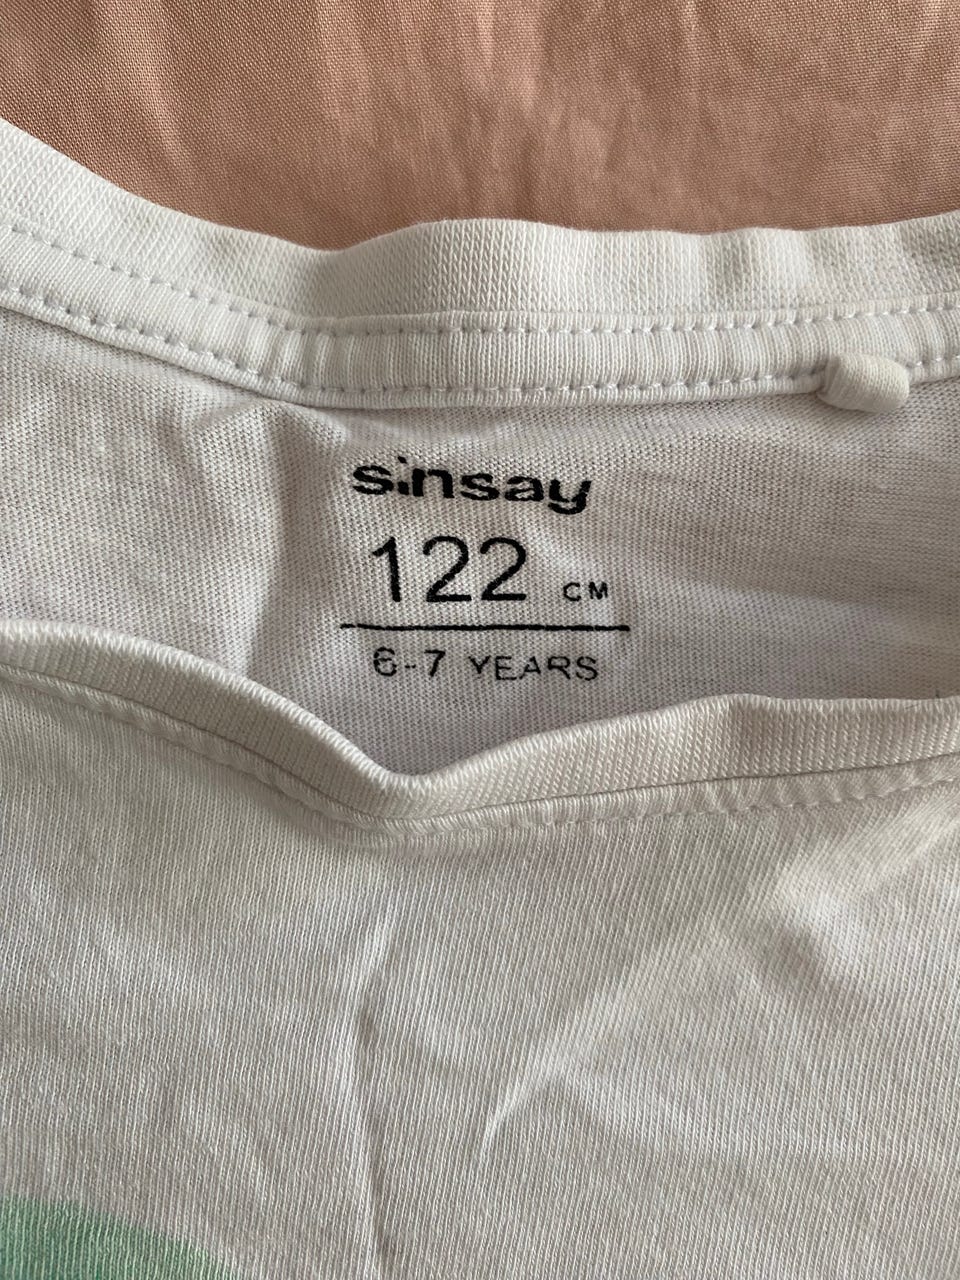 sinsay
122 CM
6-7 YEARS